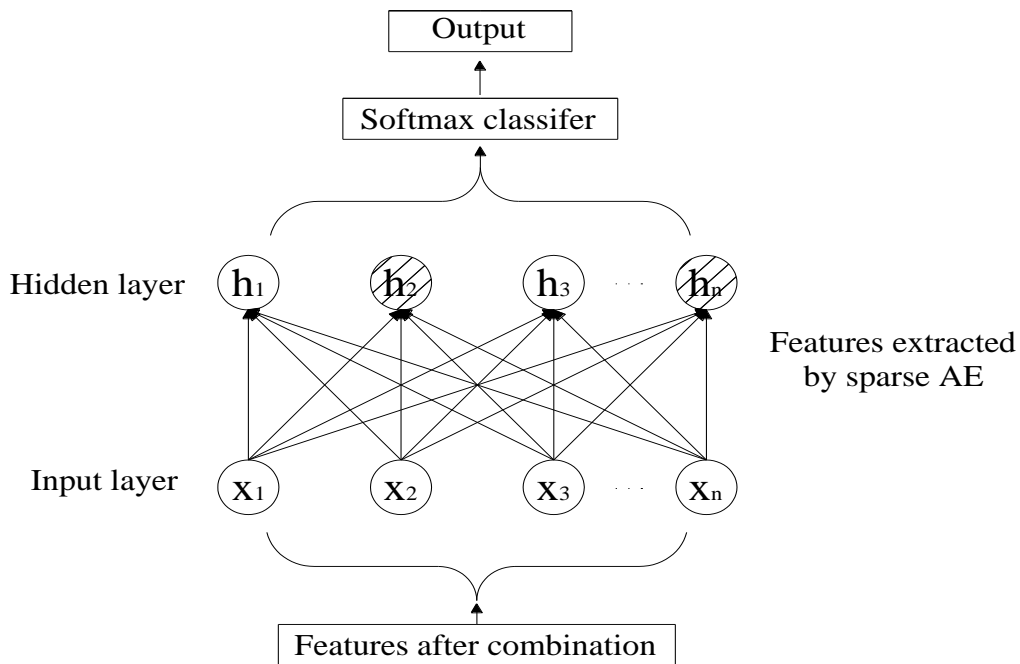 Output
Softmax classifer
Hidden layer
h1 h2 h3 . . . hn
Features extracted
by sparse AE
Input layer
x1 x2 x3 . . . xn
Features after combination